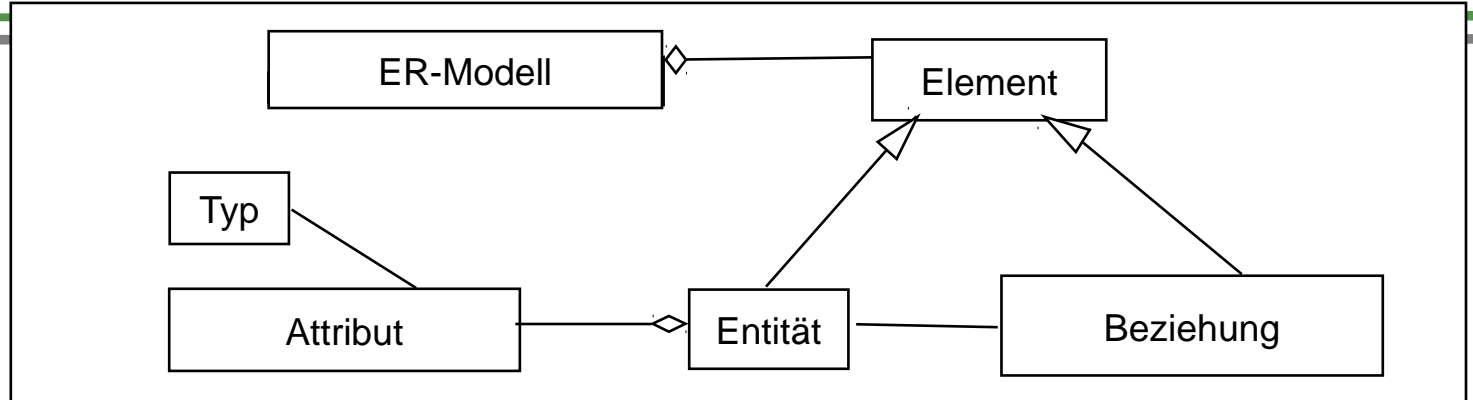 ER-Modell
Element
Typ
Attribut
Entität
Beziehung